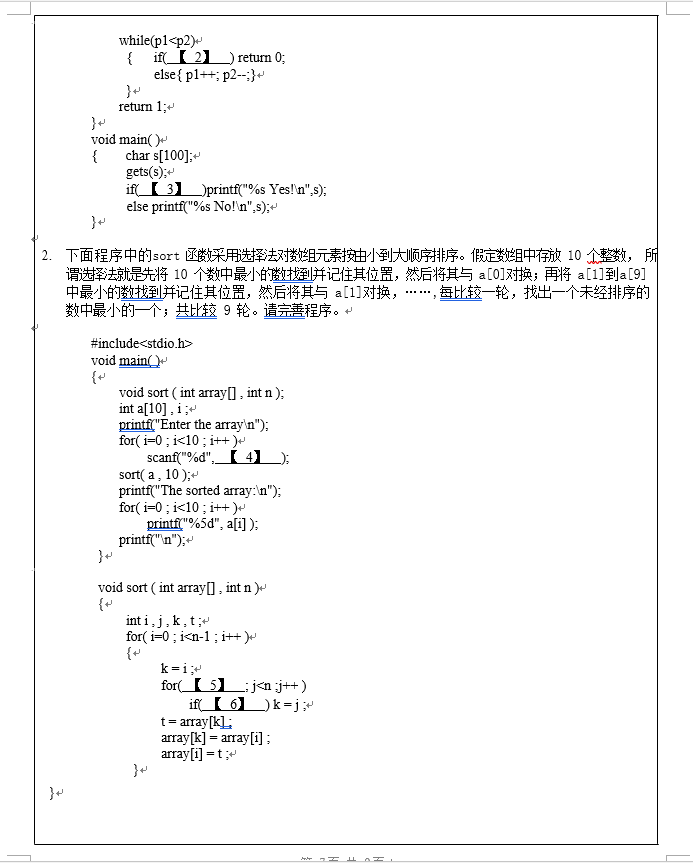 while(p1<p2)
{ if(【 2】) return 0;
else{ p1++; p2--;}
}
return 1;
}
void main( )
{ char s[100];
gets(s);
if(【 3】)printf("%s Yes!\n",s);
else printf("%s No!\n",s);
}
2. 下面程序中的sort 函数采用选择法对数组元素按由小到大顺序排序。假定数组中存放 10 个整数， 所
谓选择法就是先将 10 个数中最小的数找到并记住其位置，然后将其与 a[0]对换；再将 a[1]到a[9]
中最小的数找到并记住其位置，然后将其与 a[1]对换，……,每比较一轮，找出一个未经排序的
数中最小的一个；共比较 9 轮。请完善程序。
#include<stdio.h>
void main( )
{
void sort ( int array[] , int n );
int a[10] , i ;
printf("Enter the array\n");
for( i=0 ; i<10 ; i++ )
scanf("%d",【 4】);
sort( a , 10 );
printf("The sorted array:\n");
for( i=0 ; i<10 ; i++ )
printf("%5d", a[i] );
printf("\n");
}
void sort ( int array[] , int n )
{
int i , j , k , t ;
for( i=0 ; i<n-1 ; i++ )
{
k = i ;
for(【 5】; j<n ;j++ )
if(【 6】) k = j ;
t = array[k] ;
array[k] = array[i] ;
array[i] = t ;
}
}